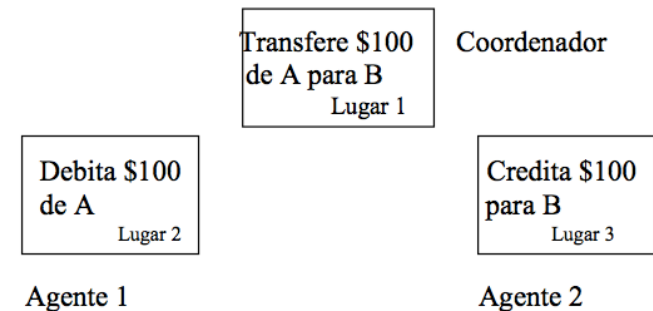 Transfere $100
de A para B
Lugar 1
Coordenador
Debita $100
de A
Lugar 2
Agente 1
Credita $100
para B
Lugar 3
Agente 2